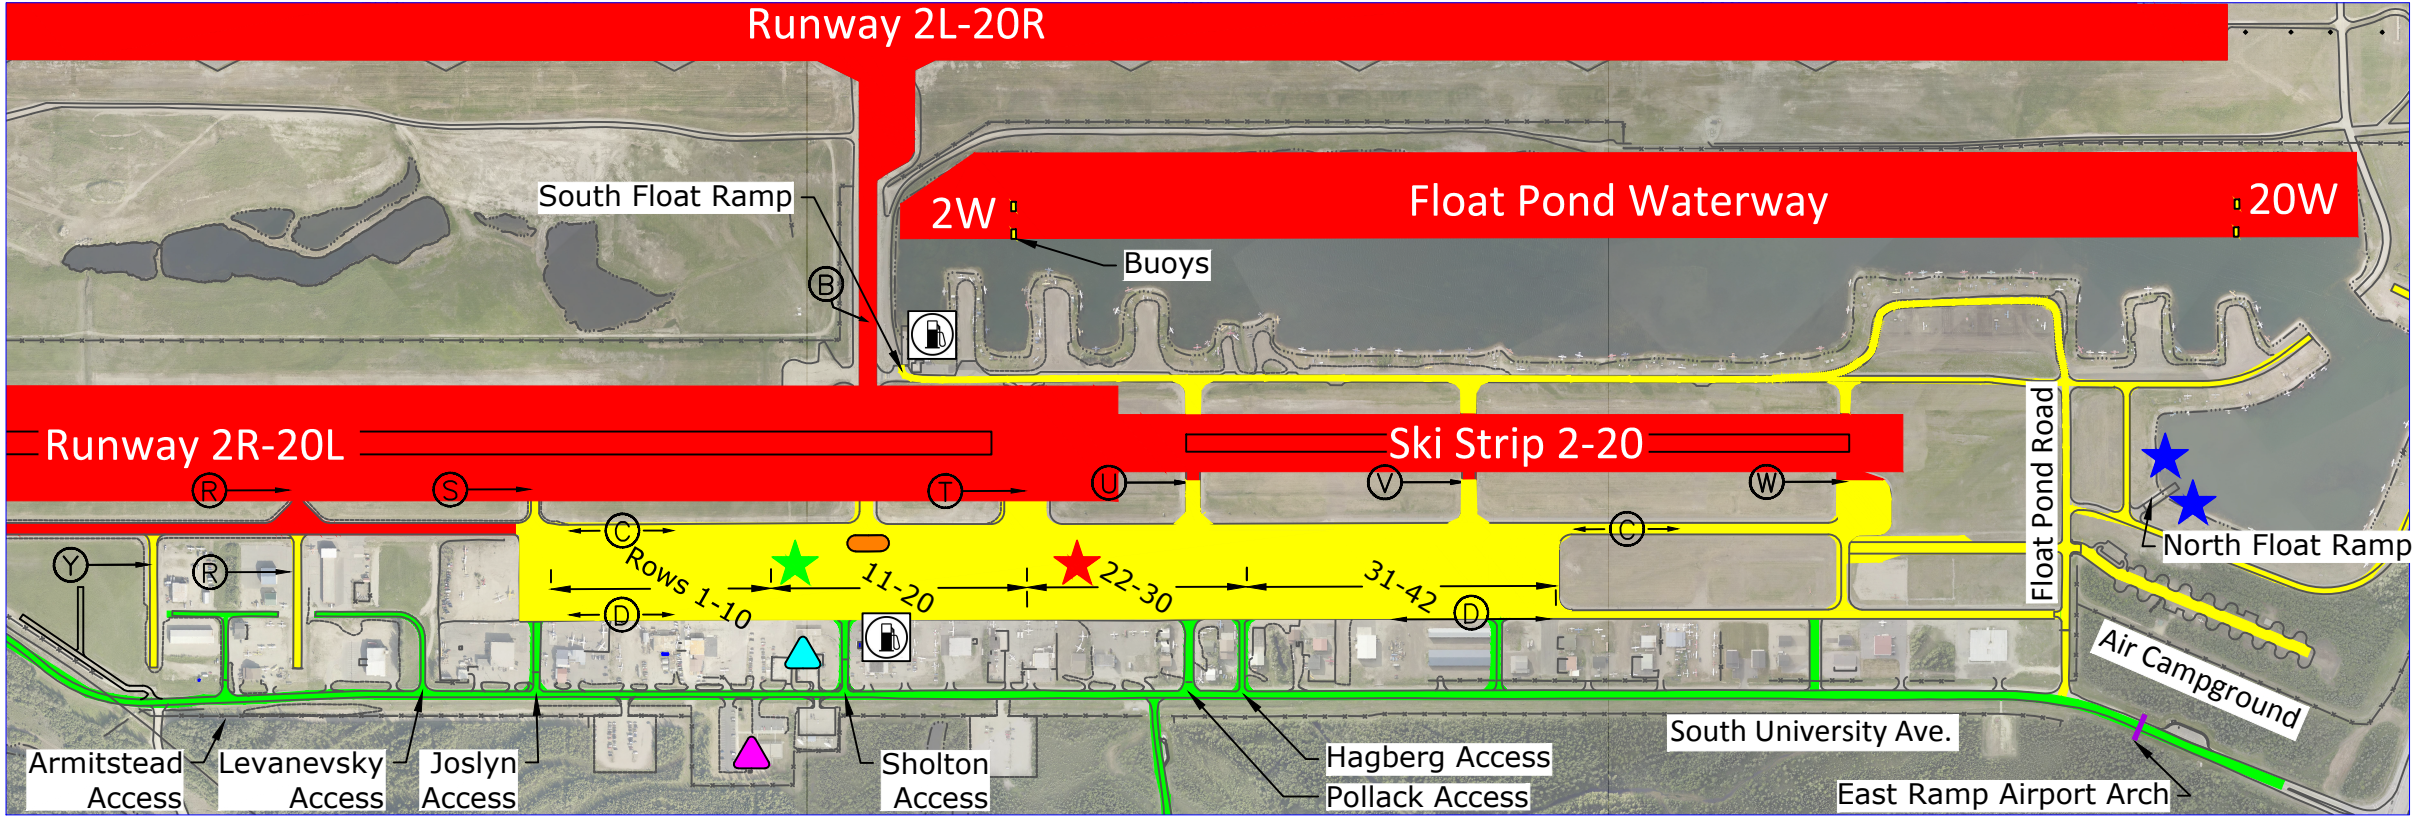 Runway 2L-20R
South Float Ramp
2W
Float Pond Waterway
20W
Buoys
B
Runway 2R-20L
Ski Strip 2-20
R
S
T
U
V
W
Float Pond Road
C
C
North Float Ramp
Y
R
Rows 1-10
11-20
22-30
31-42
D
D
Air Campground
South University Ave.
Armitstead
Access
Levanevsky
Access
Joslyn
Access
Sholton
Access
Hagberg Access
Pollack Access
East Ramp Airport Arch